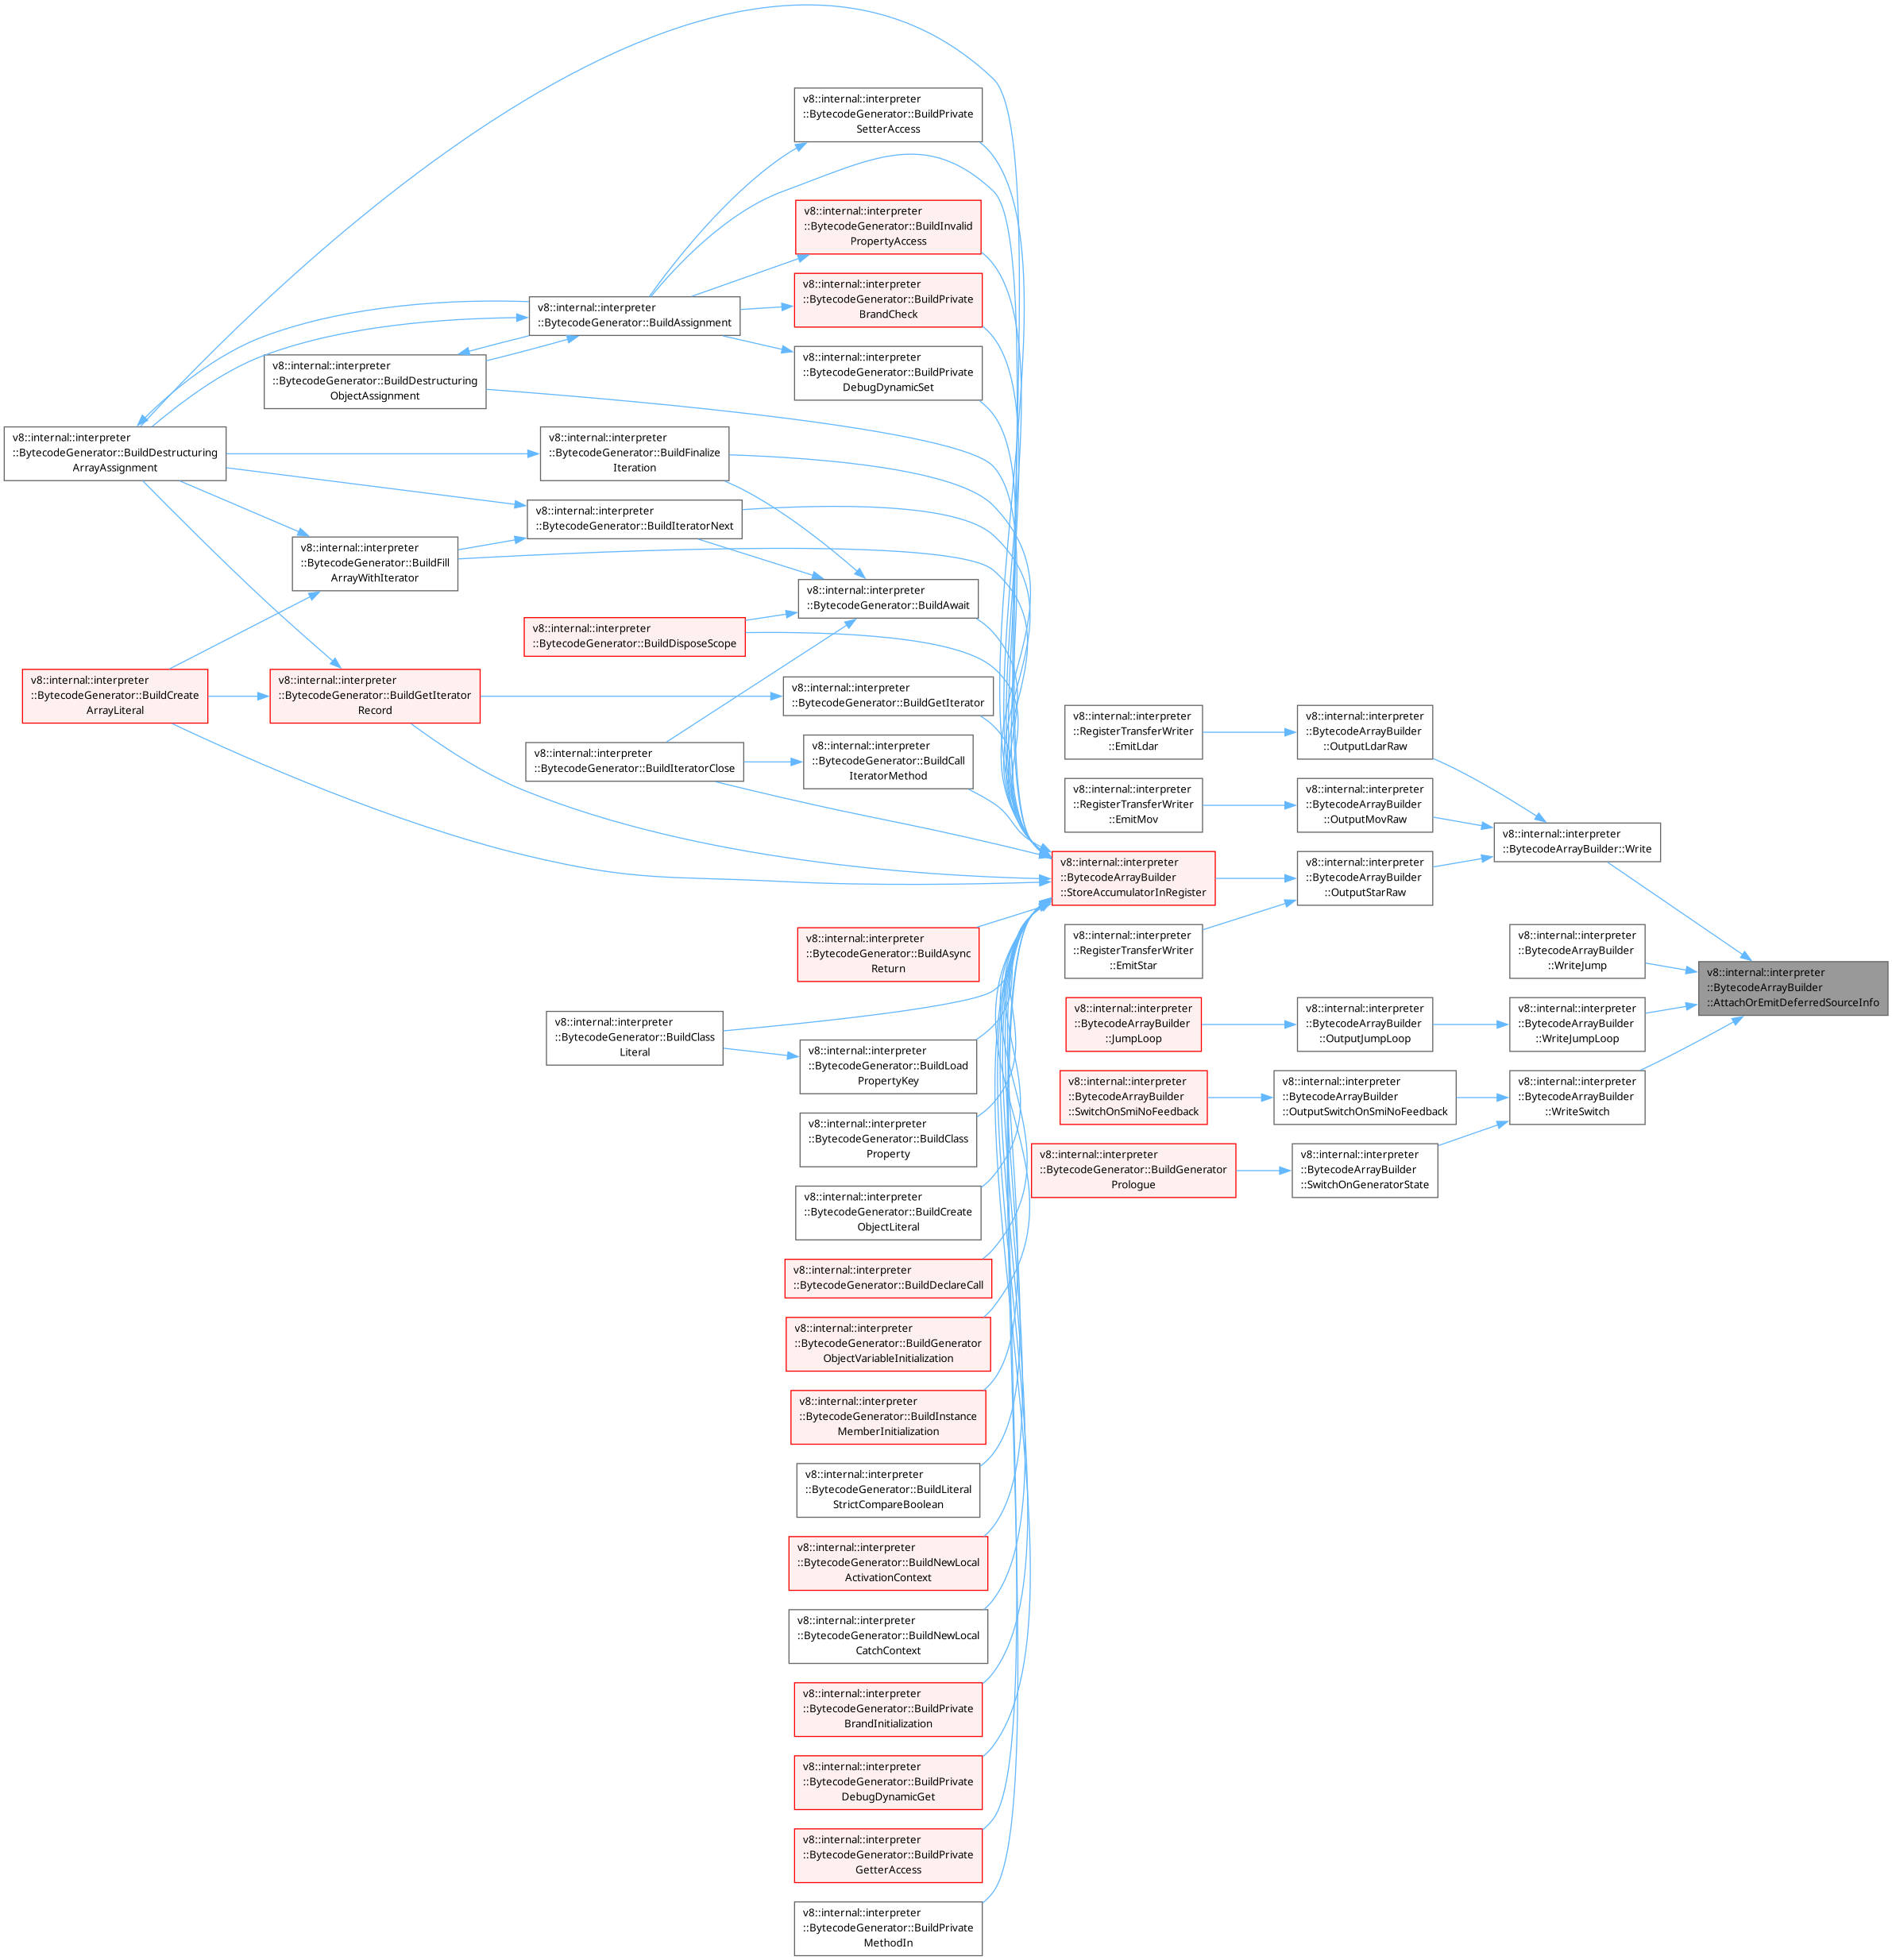 v8::internal::interpreter
::BytecodeGenerator::BuildPrivate
SetterAccess
v8::internal::interpreter
::BytecodeGenerator::BuildInvalid
PropertyAccess
v8::internal::interpreter
::BytecodeGenerator::BuildPrivate
BrandCheck
v8::internal::interpreter
::BytecodeGenerator::BuildAssignment
v8::internal::interpreter
::BytecodeGenerator::BuildPrivate
DebugDynamicSet
v8::internal::interpreter
::BytecodeGenerator::BuildDestructuring
ObjectAssignment
v8::internal::interpreter
::BytecodeGenerator::BuildDestructuring
ArrayAssignment
v8::internal::interpreter
::BytecodeGenerator::BuildFinalize
Iteration
v8::internal::interpreter
::BytecodeGenerator::BuildIteratorNext
v8::internal::interpreter
::BytecodeGenerator::BuildFill
ArrayWithIterator
v8::internal::interpreter
::BytecodeGenerator::BuildAwait
v8::internal::interpreter
::BytecodeGenerator::BuildDisposeScope
v8::internal::interpreter
::BytecodeGenerator::BuildCreate
ArrayLiteral
v8::internal::interpreter
::BytecodeGenerator::BuildGetIterator
Record
v8::internal::interpreter
::BytecodeGenerator::BuildGetIterator
v8::internal::interpreter
::BytecodeGenerator::BuildIteratorClose
v8::internal::interpreter
::BytecodeGenerator::BuildCall
IteratorMethod
v8::internal::interpreter
::RegisterTransferWriter
::EmitLdar
v8::internal::interpreter
::BytecodeArrayBuilder
::OutputLdarRaw
v8::internal::interpreter
::RegisterTransferWriter
::EmitMov
v8::internal::interpreter
::BytecodeArrayBuilder
::OutputMovRaw
v8::internal::interpreter
::BytecodeArrayBuilder::Write
v8::internal::interpreter
::BytecodeArrayBuilder
::StoreAccumulatorInRegister
v8::internal::interpreter
::BytecodeArrayBuilder
::OutputStarRaw
v8::internal::interpreter
::BytecodeGenerator::BuildAsync
Return
v8::internal::interpreter
::RegisterTransferWriter
::EmitStar
v8::internal::interpreter
::BytecodeArrayBuilder
::WriteJump
v8::internal::interpreter
::BytecodeArrayBuilder
::AttachOrEmitDeferredSourceInfo
v8::internal::interpreter
::BytecodeGenerator::BuildClass
Literal
v8::internal::interpreter
::BytecodeArrayBuilder
::JumpLoop
v8::internal::interpreter
::BytecodeArrayBuilder
::OutputJumpLoop
v8::internal::interpreter
::BytecodeArrayBuilder
::WriteJumpLoop
v8::internal::interpreter
::BytecodeGenerator::BuildLoad
PropertyKey
v8::internal::interpreter
::BytecodeArrayBuilder
::SwitchOnSmiNoFeedback
v8::internal::interpreter
::BytecodeArrayBuilder
::OutputSwitchOnSmiNoFeedback
v8::internal::interpreter
::BytecodeArrayBuilder
::WriteSwitch
v8::internal::interpreter
::BytecodeGenerator::BuildClass
Property
v8::internal::interpreter
::BytecodeGenerator::BuildGenerator
Prologue
v8::internal::interpreter
::BytecodeArrayBuilder
::SwitchOnGeneratorState
v8::internal::interpreter
::BytecodeGenerator::BuildCreate
ObjectLiteral
v8::internal::interpreter
::BytecodeGenerator::BuildDeclareCall
v8::internal::interpreter
::BytecodeGenerator::BuildGenerator
ObjectVariableInitialization
v8::internal::interpreter
::BytecodeGenerator::BuildInstance
MemberInitialization
v8::internal::interpreter
::BytecodeGenerator::BuildLiteral
StrictCompareBoolean
v8::internal::interpreter
::BytecodeGenerator::BuildNewLocal
ActivationContext
v8::internal::interpreter
::BytecodeGenerator::BuildNewLocal
CatchContext
v8::internal::interpreter
::BytecodeGenerator::BuildPrivate
BrandInitialization
v8::internal::interpreter
::BytecodeGenerator::BuildPrivate
DebugDynamicGet
v8::internal::interpreter
::BytecodeGenerator::BuildPrivate
GetterAccess
v8::internal::interpreter
::BytecodeGenerator::BuildPrivate
MethodIn